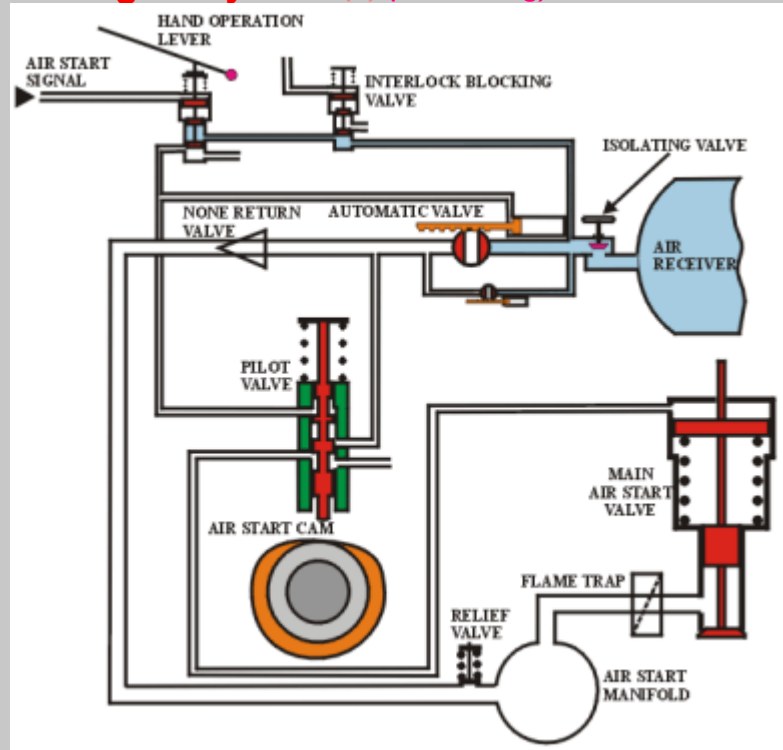 HAND OPERATION
LEVER
AIR START
SIGNAL
INTERLOCK BLOCKING
VALVE
ISOLATING VALVE
NONE RETURN
VALVE
AUTOMATIC VALVE
AIR
RECEIVER
PILOT
VALVE
MAIN
AIR START
VALVE
AIR START CAM
FLAME TRAP
RELIEF
VALVE
AIR START
MANIFOLD